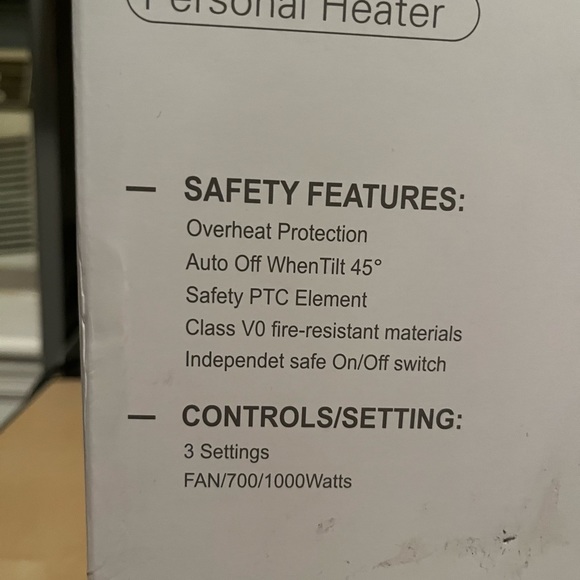 Personal Heater
— SAFETY FEATURES:
Overheat Protection
Auto Off WhenTilt 45°
Safety PTC Element
Class V0 fire-resistant materials
Independet safe On/Off switch
— CONTROLS/SETTING:
3 Settings
FAN/700/1000Watts